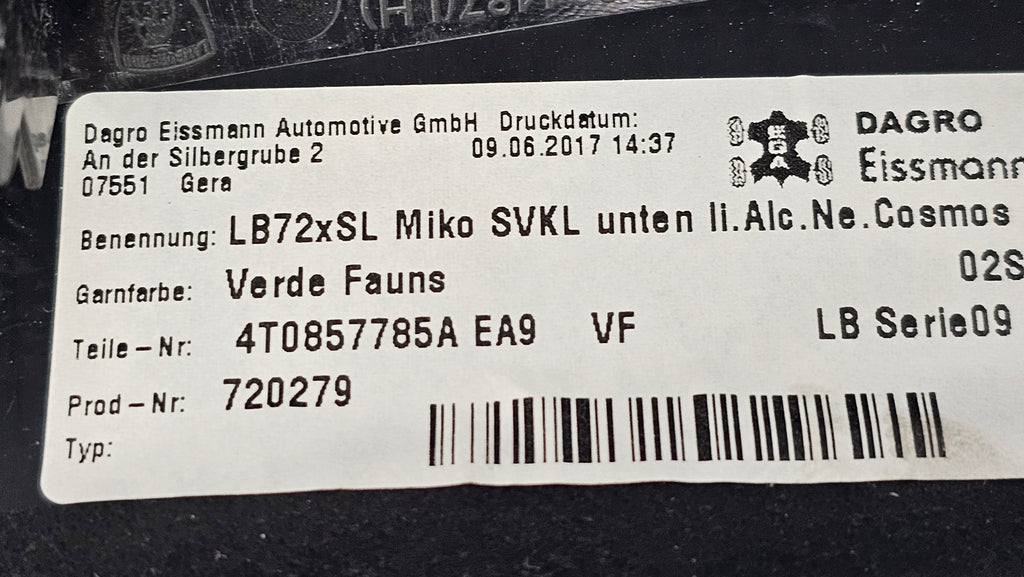 Dagro Eissmann Automotive GmbH Druckdatum:
An der Silbergrube 2 09.06.2017 14:37
07551 Gera
DAGRO
Eissmann
Benennung: LB72xSL Miko SVKL unten li.Alc.Ne.Cosmos
02S
Garnfarbe: Verde Fauns
Teile-Nr: 4T0857785A EA9 VF LB Serie09
Prod-Nr: 720279
Typ: